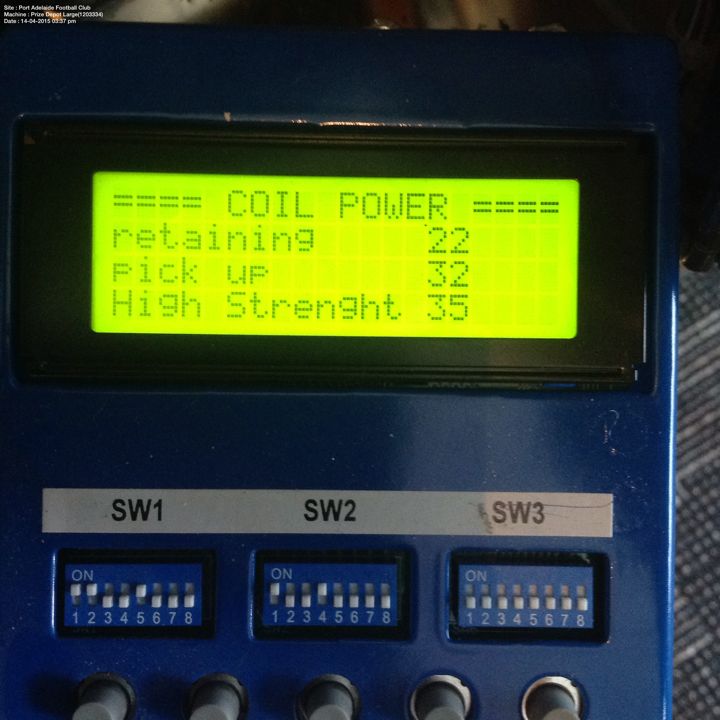 Site : Port Adelaide Football Club
Machine : Prize Depot Large(1203334)
Date : 14-04-2015 03:37 pm
==== COIL POWER ====
retaining 22
pick up 32
High Strenght 35
SW1 SW2 SW3
ON ON ON
1 2 3 4 5 6 7 8 1 2 3 4 5 6 7 8 1 2 3 4 5 6 7 8